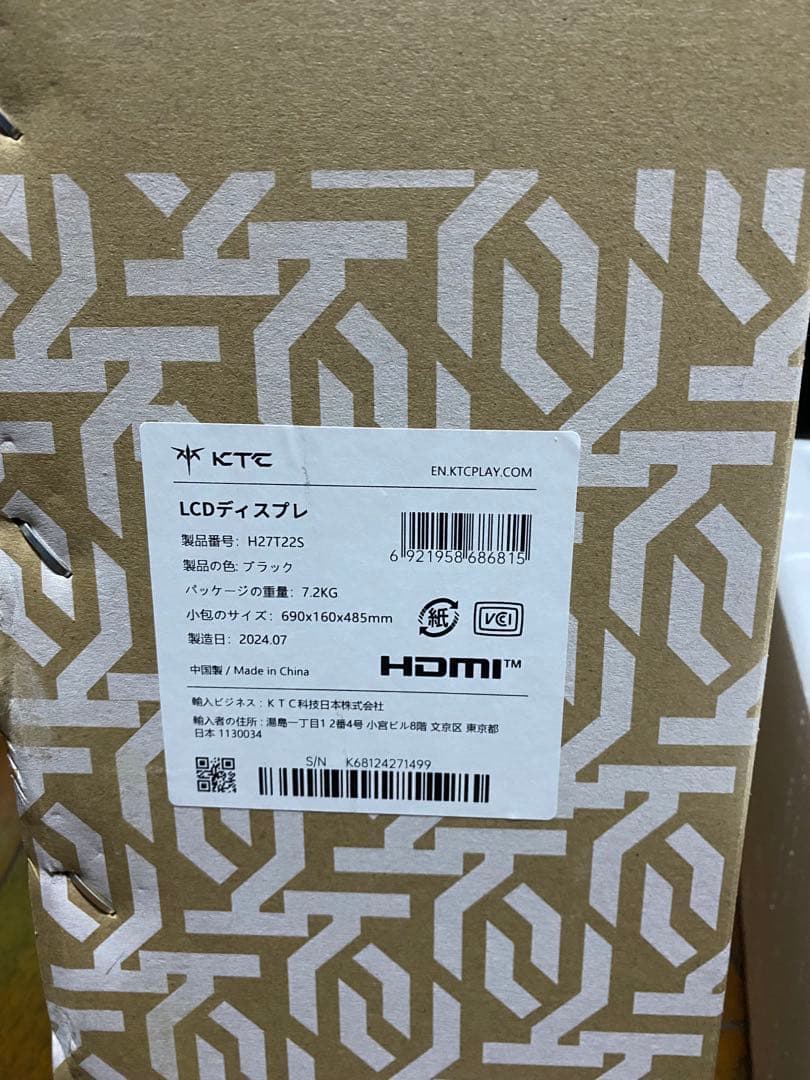 KTC
EN.KTCPLAY.COM
LCDディスプレ
製品番号: H27T22S
製品の色: ブラック
パッケージの重量: 7.2KG
小包のサイズ: 690x160x485mm
製造日: 2024.07
6 921958 686815
紙
VCCI
中国製 / Made in China
HDMI™
輸入ビジネス : KTC科技日本株式会社
輸入者の住所 : 湯島一丁目1 2番4号 小宮ビル8階 文京区 東京都
日本 1130034
S/N K68124271499